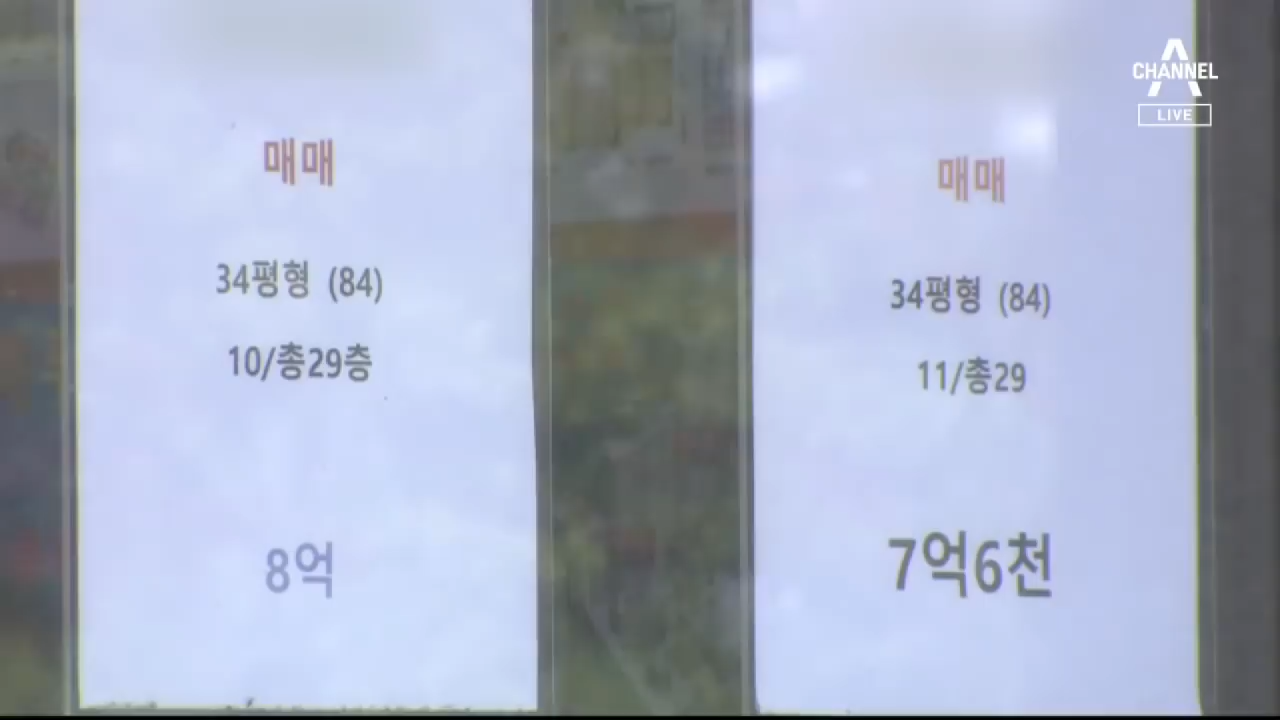 매매
34평형 (84)
10/총29층
8억
매매
34평형 (84)
11/총29
7억6천
CHANNEL A
LIVE